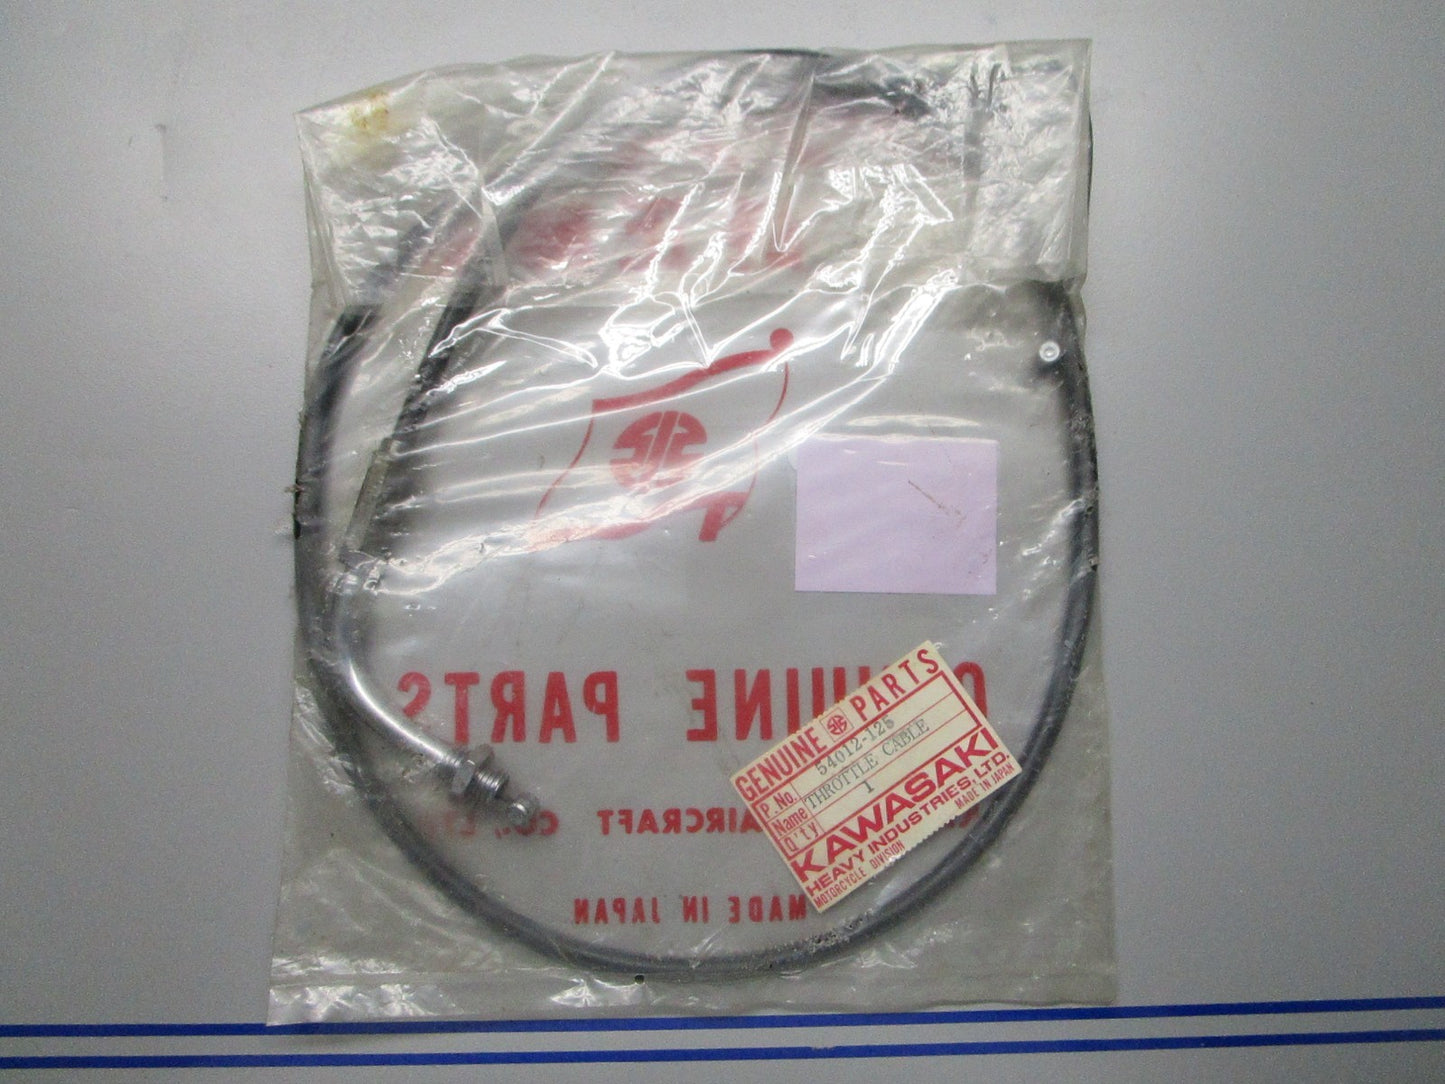 GENUINE PARTS
AIRCRAFT CO.,
MADE IN JAPAN
GENUINE PARTS
P.No. 54012-125
Name THROTTLE CABLE
Q'ty 1
KAWASAKI
HEAVY INDUSTRIES, LTD.
MOTORCYCLE DIVISION MADE IN JAPAN